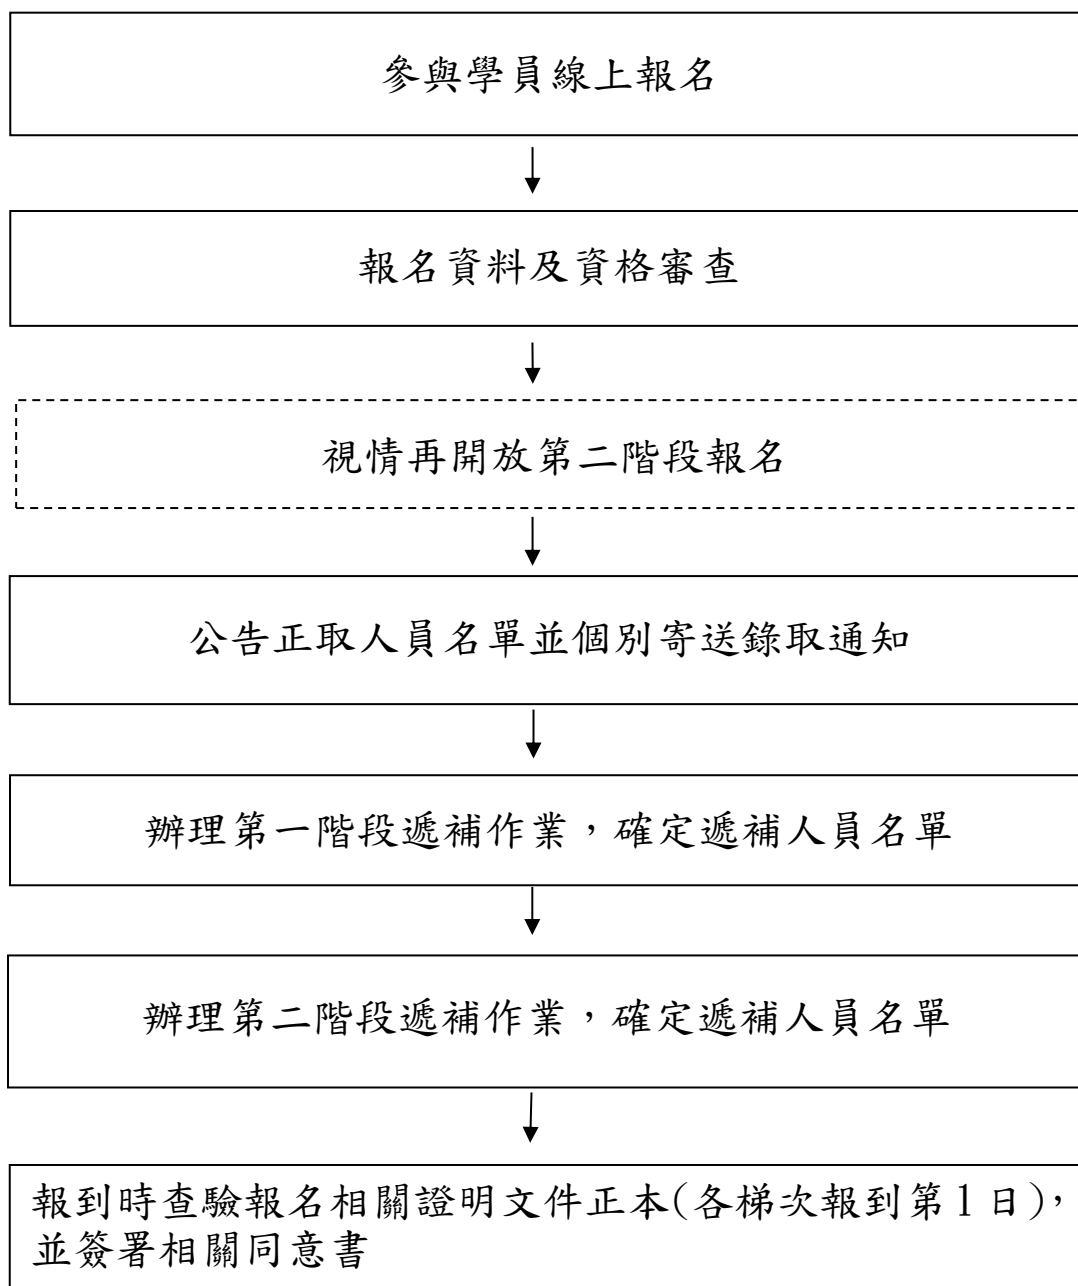 參與學員線上報名
報名資料及資格審查
視情再開放第二階段報名
公告正取人員名單並個別寄送錄取通知
辦理第一階段遞補作業，確定遞補人員名單
辦理第二階段遞補作業，確定遞補人員名單
報到時查驗報名相關證明文件正本(各梯次報到第1日)，
並簽署相關同意書